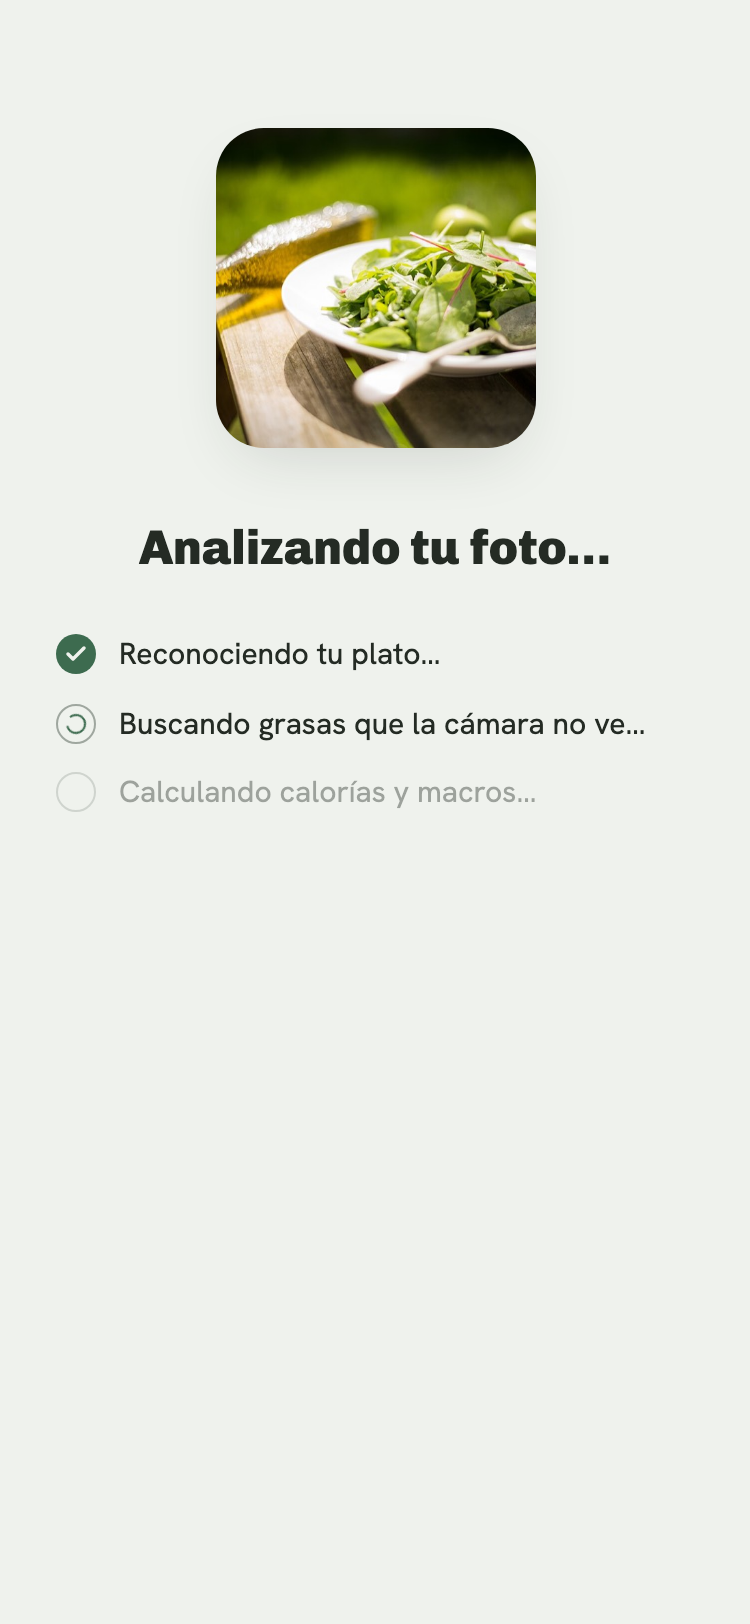 Analizando tu foto...
Reconociendo tu plato...
Buscando grasas que la cámara no ve...
Calculando calorías y macros...